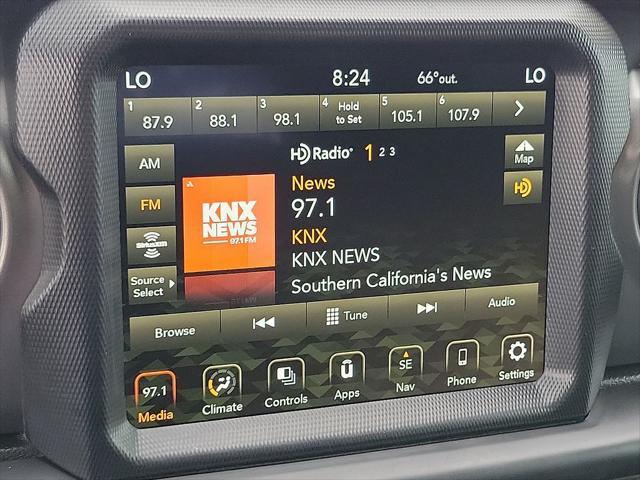 LO 8:24 66°out. LO
1 87.9 2 88.1 3 98.1 4 Hold to Set 5 105.1 6 107.9
AM
HD Radio 1 2 3
Map
FM
KNX
NEWS
97.1 FM
News
97.1
HD
SiriusXM
KNX
KNX NEWS
Source
Select
Southern California's News
Browse
Tune
Audio
97.1
Media
Climate
Controls
Apps
SE
Nav
Phone
Settings